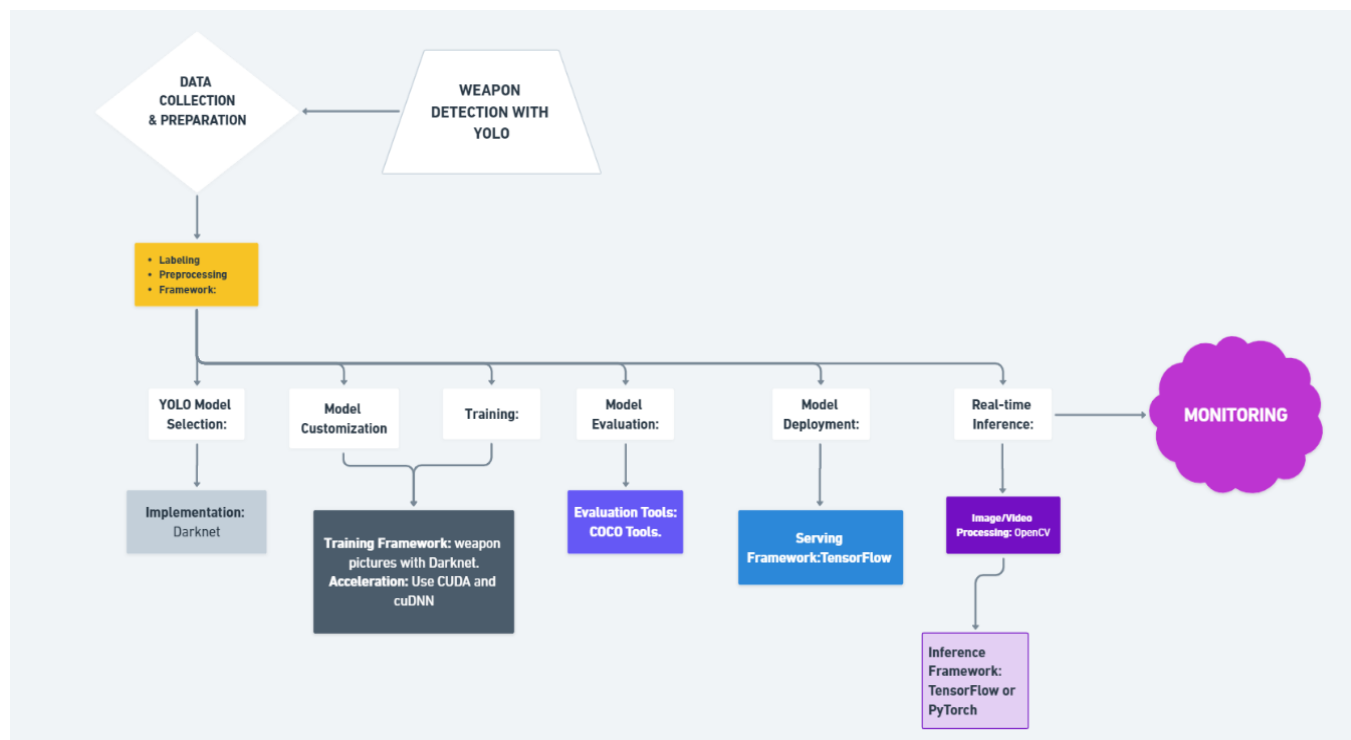 DATA
COLLECTION
& PREPARATION
WEAPON
DETECTION WITH
YOLO
• Labeling
• Preprocessing
• Framework:
YOLO Model
Selection:
Model
Customization
Training:
Model
Evaluation:
Model
Deployment:
Real-time
Inference:
MONITORING
Implementation:
Darknet
Training Framework: weapon
pictures with Darknet.
Acceleration: Use CUDA and
cuDNN
Evaluation Tools:
COCO Tools.
Serving
Framework:TensorFlow
Image/Video
Processing: OpenCV
Inference
Framework:
TensorFlow or
PyTorch